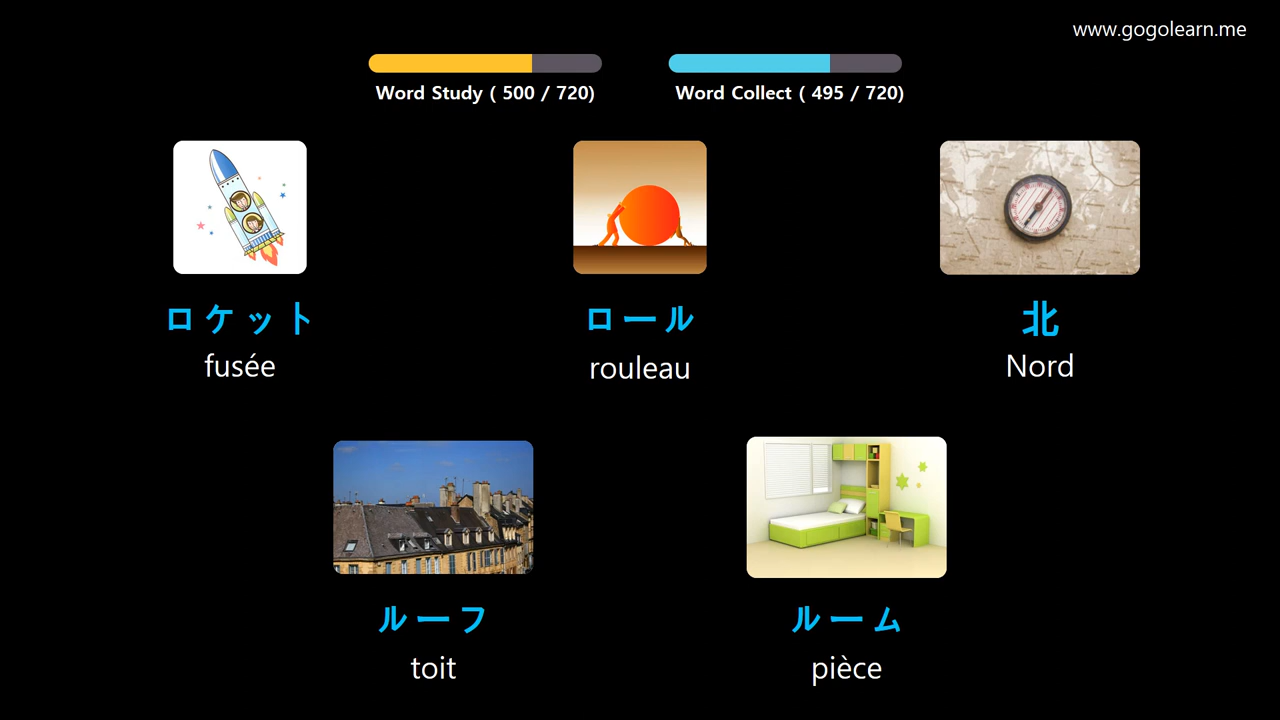 www.gogolearn.me
Word Study ( 500 / 720)
Word Collect ( 495 / 720)
ロケット
fusée
ロール
rouleau
北
Nord
ルーフ
toit
ルーム
pièce